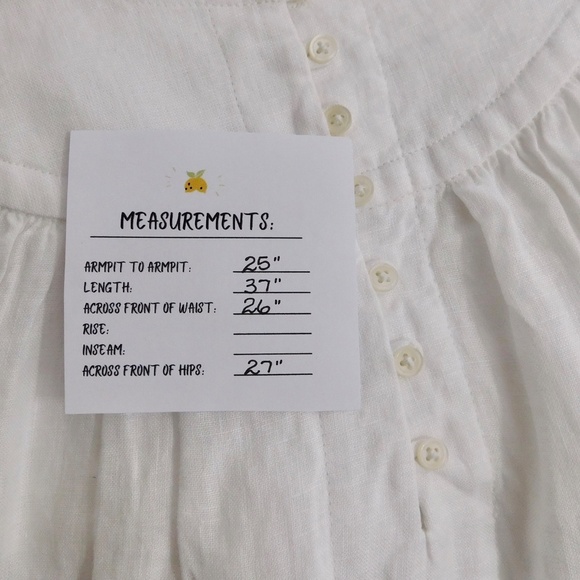 MEASUREMENTS:
ARMPIT TO ARMPIT: 25"
LENGTH: 37"
ACROSS FRONT OF WAIST: 26"
RISE:
INSEAM:
ACROSS FRONT OF HIPS: 27"